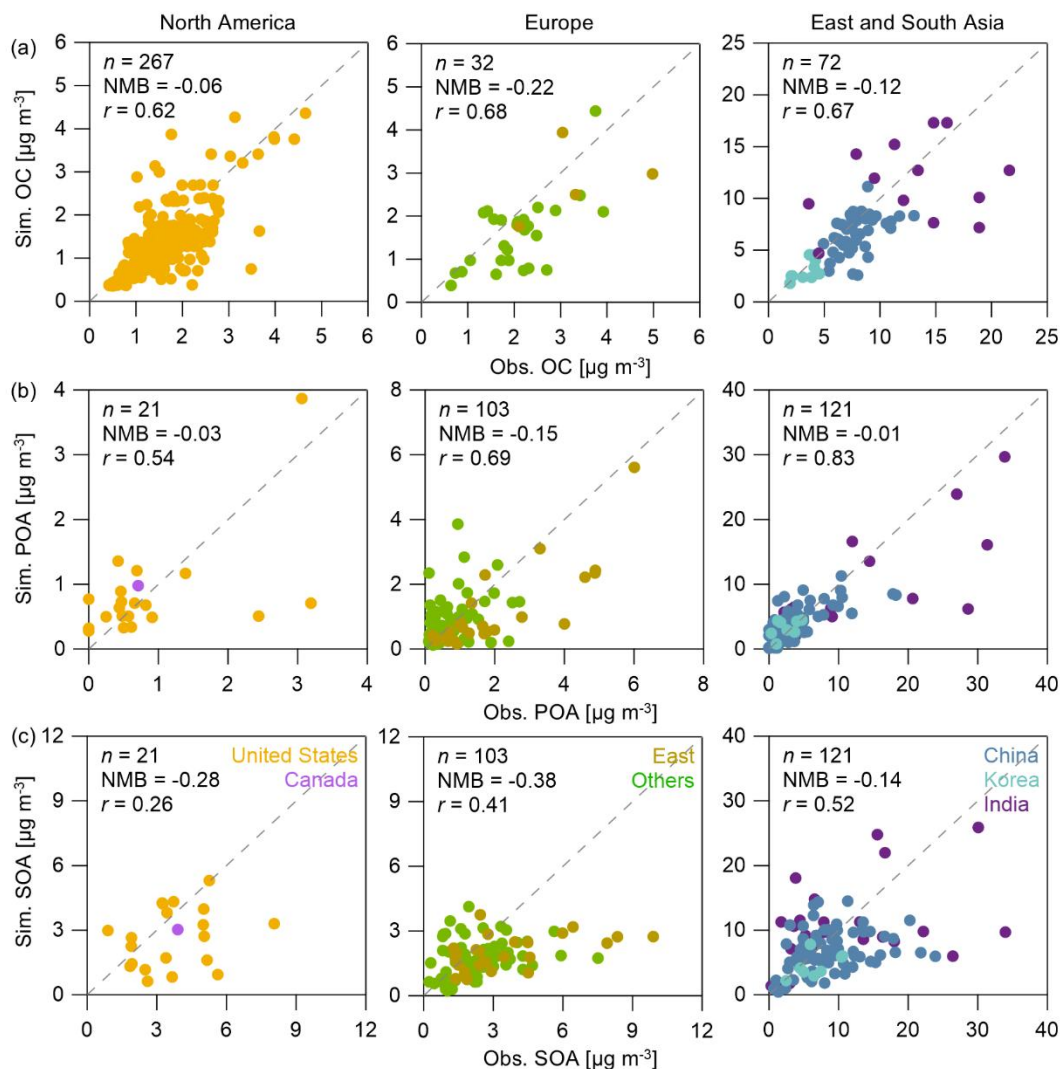 North America
Europe
East and South Asia
(a)
Sim. OC [µg m⁻³]
6
5
4
3
2
1
0
n = 267
NMB = -0.06
r = 0.62
0 1 2 3 4 5 6
6
5
4
3
2
1
0
n = 32
NMB = -0.22
r = 0.68
0 1 2 3 4 5 6
25
20
15
10
5
0
n = 72
NMB = -0.12
r = 0.67
0 5 10 15 20 25
Obs. OC [µg m⁻³]
(b)
Sim. POA [µg m⁻³]
4
3
2
1
0
n = 21
NMB = -0.03
r = 0.54
0 1 2 3 4
8
6
4
2
0
n = 103
NMB = -0.15
r = 0.69
0 2 4 6 8
40
30
20
10
0
n = 121
NMB = -0.01
r = 0.83
0 10 20 30 40
Obs. POA [µg m⁻³]
(c)
Sim. SOA [µg m⁻³]
12
9
6
3
0
n = 21
NMB = -0.28
r = 0.26
United States
Canada
0 3 6 9 12
12
9
6
3
0
n = 103
NMB = -0.38
r = 0.41
East
Others
0 2 4 6 8 10 12
40
30
20
10
0
n = 121
NMB = -0.14
r = 0.52
China
Korea
India
0 10 20 30 40
Obs. SOA [µg m⁻³]